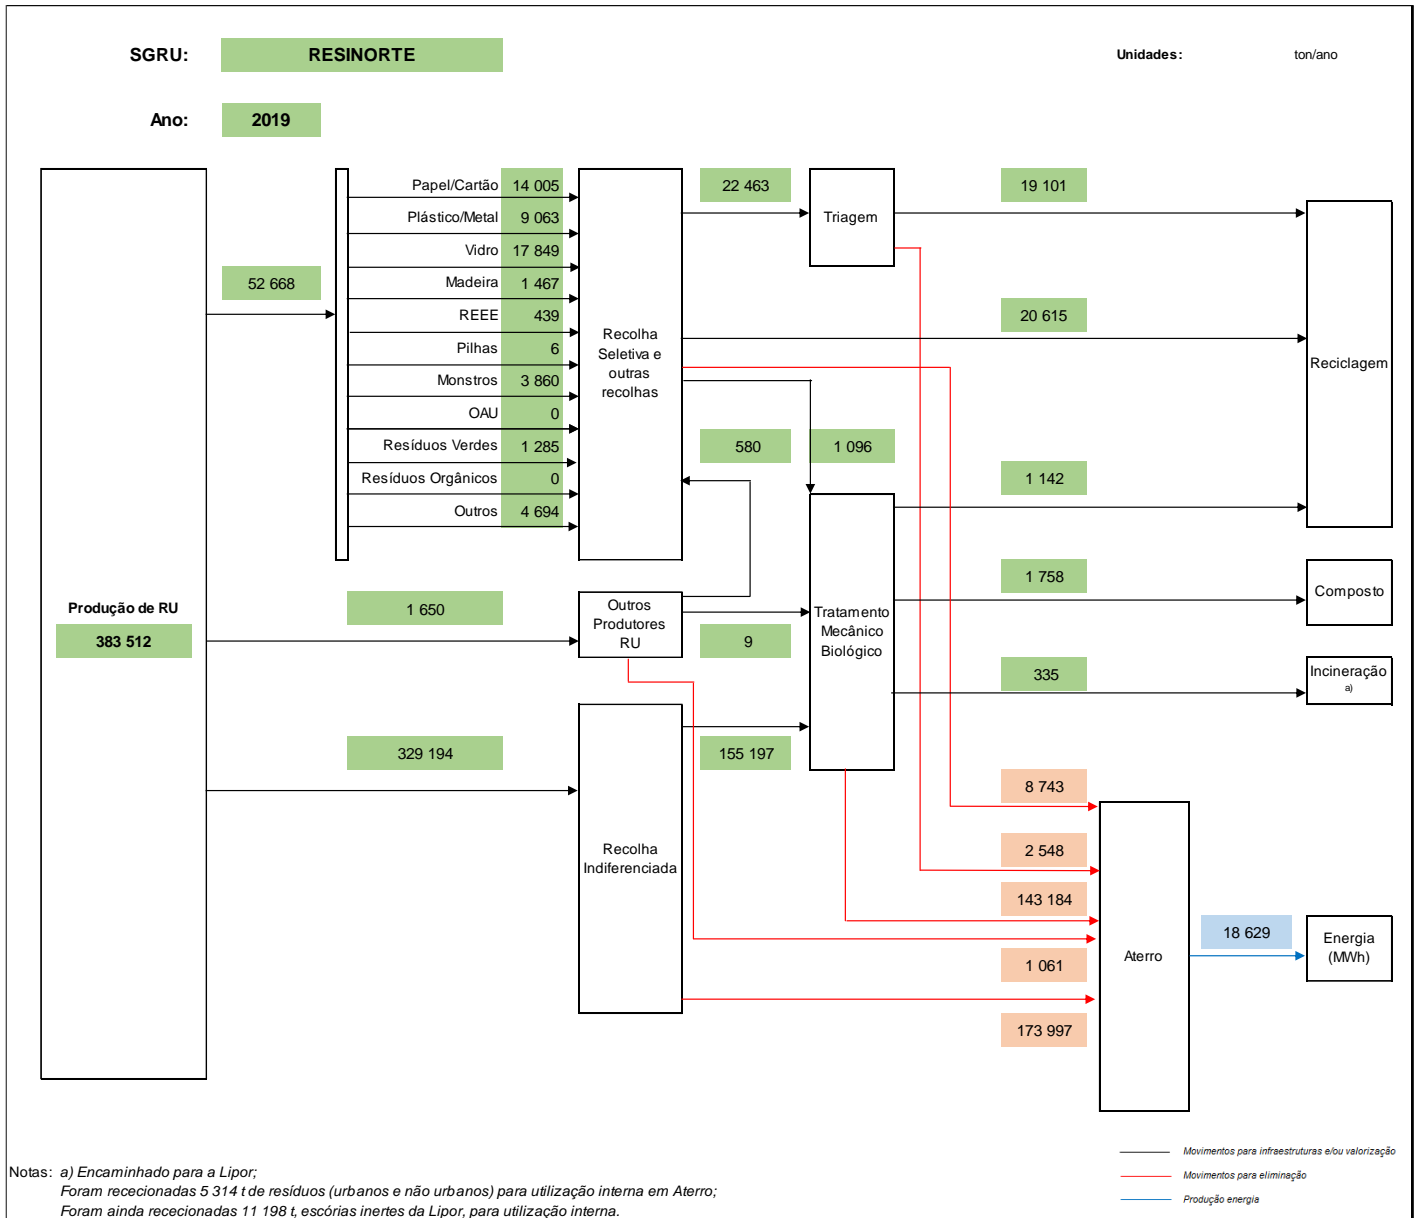 SGRU: RESINORTE Unidades: ton/ano
Ano: 2019
Papel/Cartão 14 005 22 463 19 101
Plástico/Metal 9 063 Triagem
Vidro 17 849
52 668 Madeira 1 467
REEE 439 20 615
Pilhas 6
Recolha
Seletiva e
outras
recolhas
Reciclagem
Monstros 3 860
OAU 0
Resíduos Verdes 1 285 580 1 096
Resíduos Orgânicos 0 1 142
Outros 4 694
1 758 Composto
Produção de RU
383 512
1 650
Outros
Produtores
RU
9
Tratamento
Mecânico
Biológico
335
Incineração
a)
329 194 155 197
8 743
Recolha
Indiferenciada
2 548
143 184
18 629
Energia
(MWh)
Aterro
1 061
173 997
Movimentos para infraestruturas e/ou valorização
Movimentos para eliminação
Produção energia
Notas: a) Encaminhado para a Lipor;
Foram rececionadas 5 314 t de resíduos (urbanos e não urbanos) para utilização interna em Aterro;
Foram ainda rececionadas 11 198 t, escórias inertes da Lipor, para utilização interna.